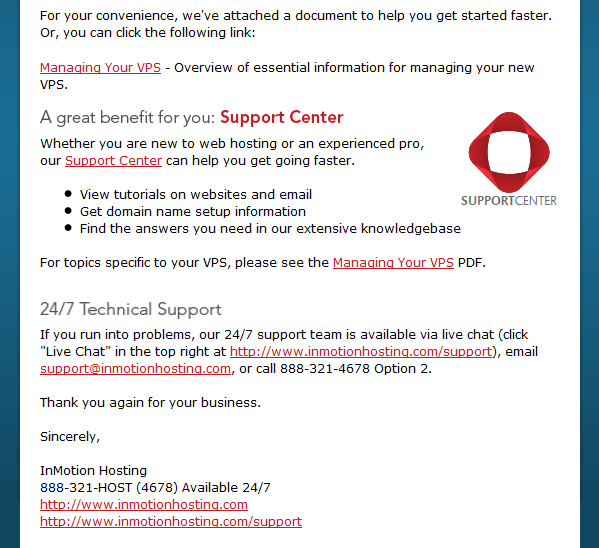 For your convenience, we've attached a document to help you get started faster.
Or, you can click the following link:
Managing Your VPS - Overview of essential information for managing your new
VPS.
A great benefit for you: Support Center
Whether you are new to web hosting or an experienced pro,
our Support Center can help you get going faster.
SUPPORTCENTER
• View tutorials on websites and email
• Get domain name setup information
• Find the answers you need in our extensive knowledgebase
For topics specific to your VPS, please see the Managing Your VPS PDF.
24/7 Technical Support
If you run into problems, our 24/7 support team is available via live chat (click
"Live Chat" in the top right at http://www.inmotionhosting.com/support), email
support@inmotionhosting.com, or call 888-321-4678 Option 2.
Thank you again for your business.
Sincerely,
InMotion Hosting
888-321-HOST (4678) Available 24/7
http://www.inmotionhosting.com
http://www.inmotionhosting.com/support